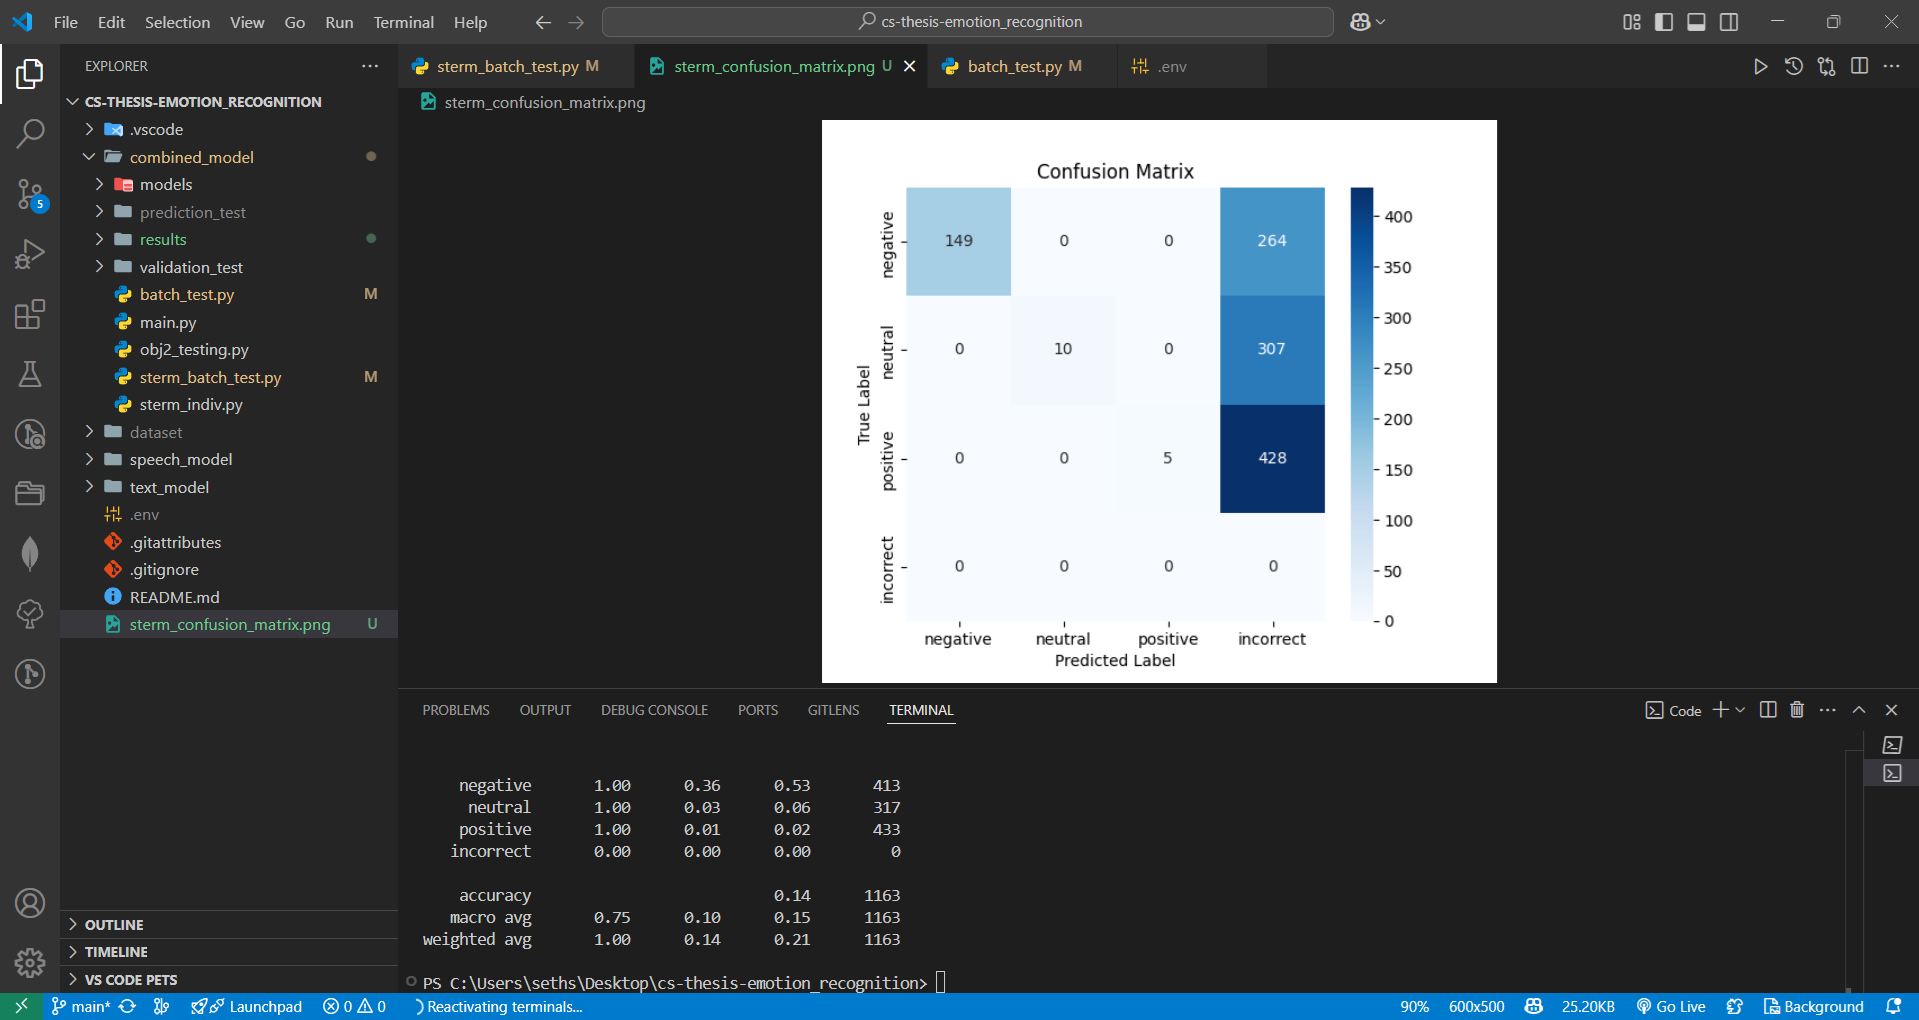 File Edit Selection View Go Run Terminal Help
cs-thesis-emotion_recognition
EXPLORER
CS-THESIS-EMOTION_RECOGNITION
.vscode
combined_model
models
prediction_test
results
validation_test
batch_test.py M
main.py
obj2_testing.py
sterm_batch_test.py M
sterm_indiv.py
dataset
speech_model
text_model
.env
.gitattributes
.gitignore
README.md
sterm_confusion_matrix.png U
OUTLINE
TIMELINE
VS CODE PETS
5
sterm_batch_test.py M
sterm_confusion_matrix.png U
batch_test.py M
.env
sterm_confusion_matrix.png
Confusion Matrix
True Label
negative 149 0 0 264
neutral 0 10 0 307
positive 0 0 5 428
incorrect 0 0 0 0
negative neutral positive incorrect
Predicted Label
400
350
300
250
200
150
100
50
0
PROBLEMS OUTPUT DEBUG CONSOLE PORTS GITLENS TERMINAL
Code
negative 1.00 0.36 0.53 413
neutral 1.00 0.03 0.06 317
positive 1.00 0.01 0.02 433
incorrect 0.00 0.00 0.00 0
accuracy 0.14 1163
macro avg 0.75 0.10 0.15 1163
weighted avg 1.00 0.14 0.21 1163
PS C:\Users\seths\Desktop\cs-thesis-emotion_recognition>
main* Launchpad 0 0 Reactivating terminals... 90% 600x500 25.20KB Go Live Background